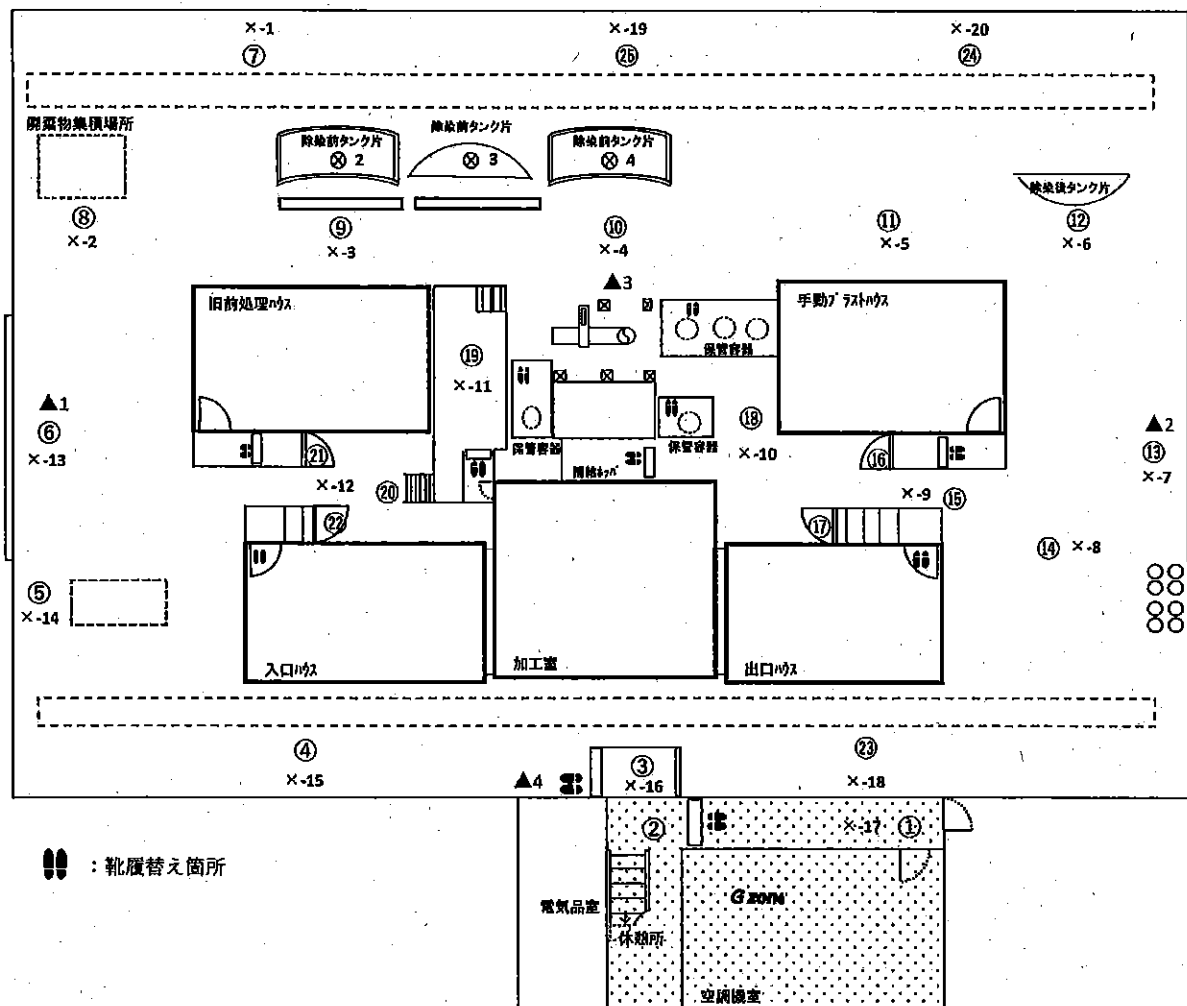 ×-1
×-19
×-20
⑦
㉕
㉔
廃棄物集積場所
除染前タンク片
除染前タンク片
除染前タンク片
2
3
4
除染後タンク片
⑧
⑨
⑩
⑪
⑫
×-2
×-3
×-4
×-5
×-6
▲3
旧前処理ハウス
手動ブラストハウス
⑲
保管容器
×-11
▲1
⑥
⑱
▲2
⑬
保管容器
保管容器
×-13
㉑
×-10
⑯
×-7
×-12
⑳
×-9
⑮
㉒
⑰
⑭
×-8
⑤
×-14
入口ハウス
加工室
出口ハウス
④
③
㉓
×-15
▲4
×-16
×-18
②
×-17
①
:靴履替え箇所
G zone
電気品室
休憩所
空調機室